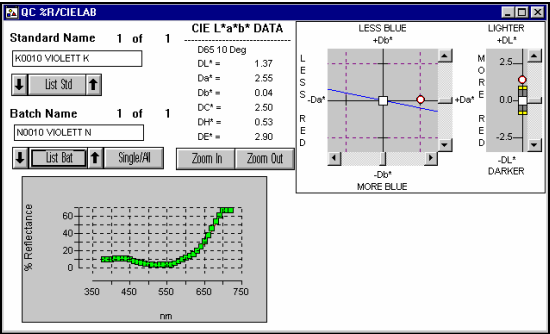 QC %R/CIELAB
Standard Name 1 of 1
K0010 VIOLETT K
List Std
Batch Name 1 of 1
N0010 VIOLETT N
List Bat Single/All
CIE L*a*b* DATA
D65 10 Deg
DL* = 1.37
Da* = 2.55
Db* = 0.04
DC* = 2.50
DH* = 0.53
DE* = 2.90
Zoom In Zoom Out
LESS BLUE
+Db*
LESS RED
-Da*
+Da*
MORE RED
-Db*
MORE BLUE
LIGHTER
+DL*
2.5
0.0
-2.5
-DL*
DARKER
% Reflectance
60
40
20
0
350 450 550 650 750
nm